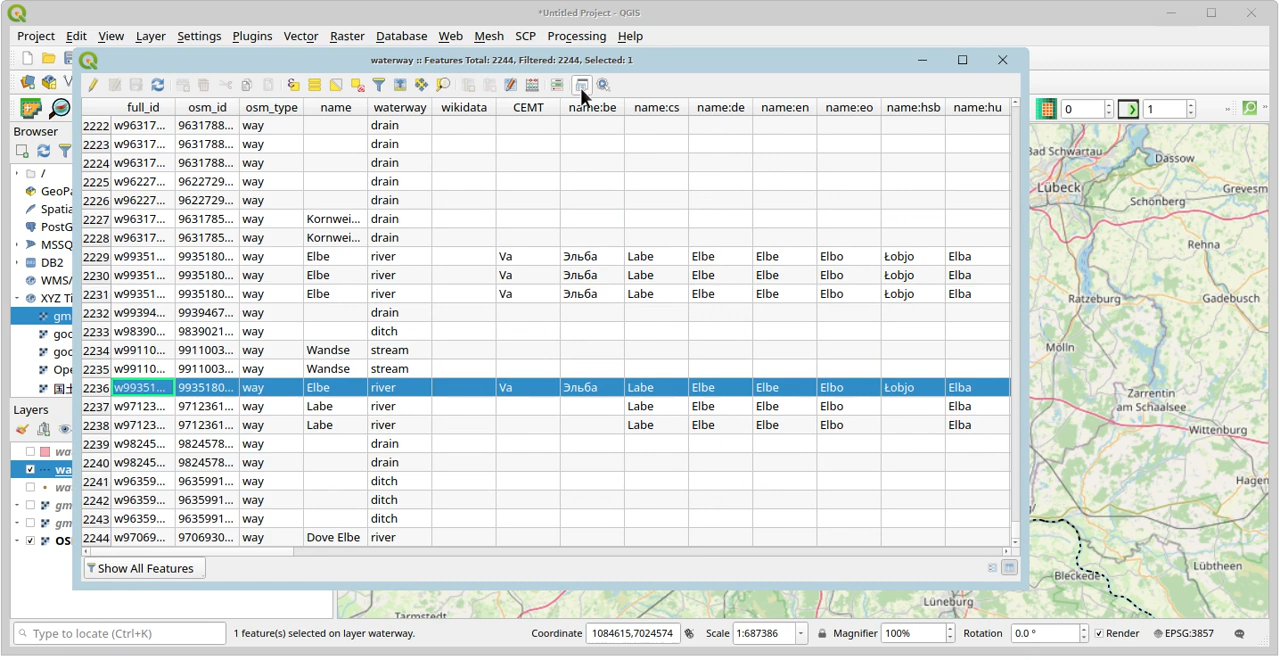 *Untitled Project - QGIS
Project Edit View Layer Settings Plugins Vector Raster Database Web Mesh SCP Processing Help
waterway :: Features Total: 2244, Filtered: 2244, Selected: 1
full_id osm_id osm_type name waterway wikidata CEMT name:be name:cs name:de name:en name:eo name:hsb name:hu
2222 w96317... 9631788... way drain
2223 w96317... 9631788... way drain
2224 w96317... 9631788... way drain
2225 w96227... 9622729... way drain
2226 w96227... 9622729... way drain
2227 w96317... 9631785... way Kornwei... drain
2228 w96317... 9631785... way Kornwei... drain
2229 w99351... 9935180... way Elbe river Va Эльба Labe Elbe Elbe Elbo Łobjo Elba
2230 w99351... 9935180... way Elbe river Va Эльба Labe Elbe Elbe Elbo Łobjo Elba
2231 w99351... 9935180... way Elbe river Va Эльба Labe Elbe Elbe Elbo Łobjo Elba
2232 w99394... 9939467... way drain
2233 w98390... 9839021... way ditch
2234 w99110... 9911003... way Wandse stream
2235 w99110... 9911003... way Wandse stream
2236 w99351... 9935180... way Elbe river Va Эльба Labe Elbe Elbe Elbo Łobjo Elba
2237 w97123... 9712361... way Labe river Labe Elbe Elbe Elbo Elba
2238 w97123... 9712361... way Labe river Labe Elbe Elbe Elbo Elba
2239 w98245... 9824578... way drain
2240 w98245... 9824578... way drain
2241 w96359... 9635991... way ditch
2242 w96359... 9635991... way ditch
2243 w96359... 9635991... way ditch
2244 w97069... 9706930... way Dove Elbe river
Show All Features
0 1
Browser
/
GeoPa
Spatia
PostG
MSSQ
DB2
WMS/
XYZ Ti
gm
goo
goo
Ope
国土
Layers
wa
wa
wa
gm
gm
OS
Bad Schwartau
Dassow
Lübeck
Grevesm
Schönberg
Rehna
Ratzeburg
Gadebusch
Mölln
Zarrentin
am Schaalsee
Wittenburg
Hagen
Lübtheen
Bleckede
Lüneburg
Tarmstedt
Type to locate (Ctrl+K) 1 feature(s) selected on layer waterway. Coordinate 1084615,7024574 Scale 1:687386 Magnifier 100% Rotation 0.0 ° Render EPSG:3857